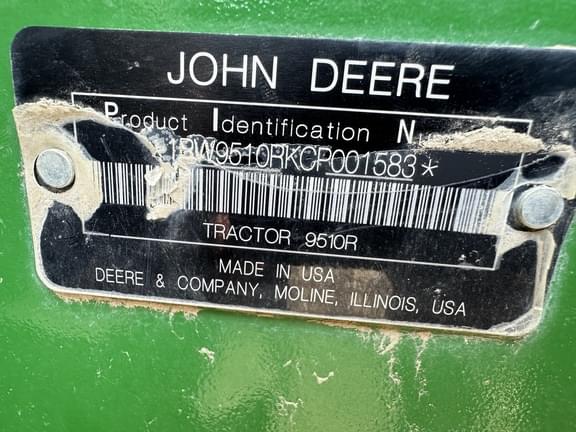 JOHN DEERE
Product Identification
1RW9510RKCP001583*
TRACTOR 9510R
MADE IN USA
DEERE & COMPANY, MOLINE, ILLINOIS, USA